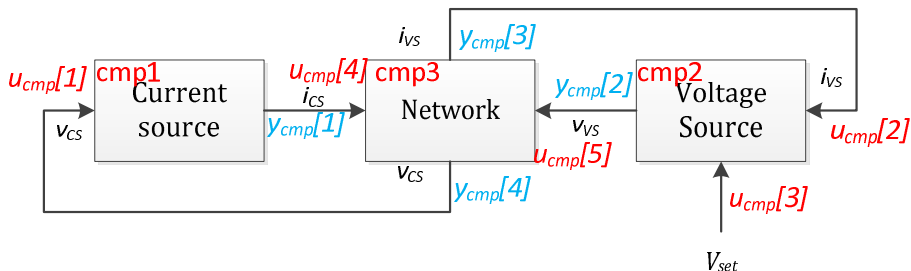 i_VS
y_cmp[3]
u_cmp[1]
cmp1
u_cmp[4]
cmp3
y_cmp[2]
cmp2
i_VS
Current
source
v_CS
i_CS
y_cmp[1]
Network
v_VS
Voltage
Source
u_cmp[2]
u_cmp[5]
v_CS
y_cmp[4]
u_cmp[3]
V_set